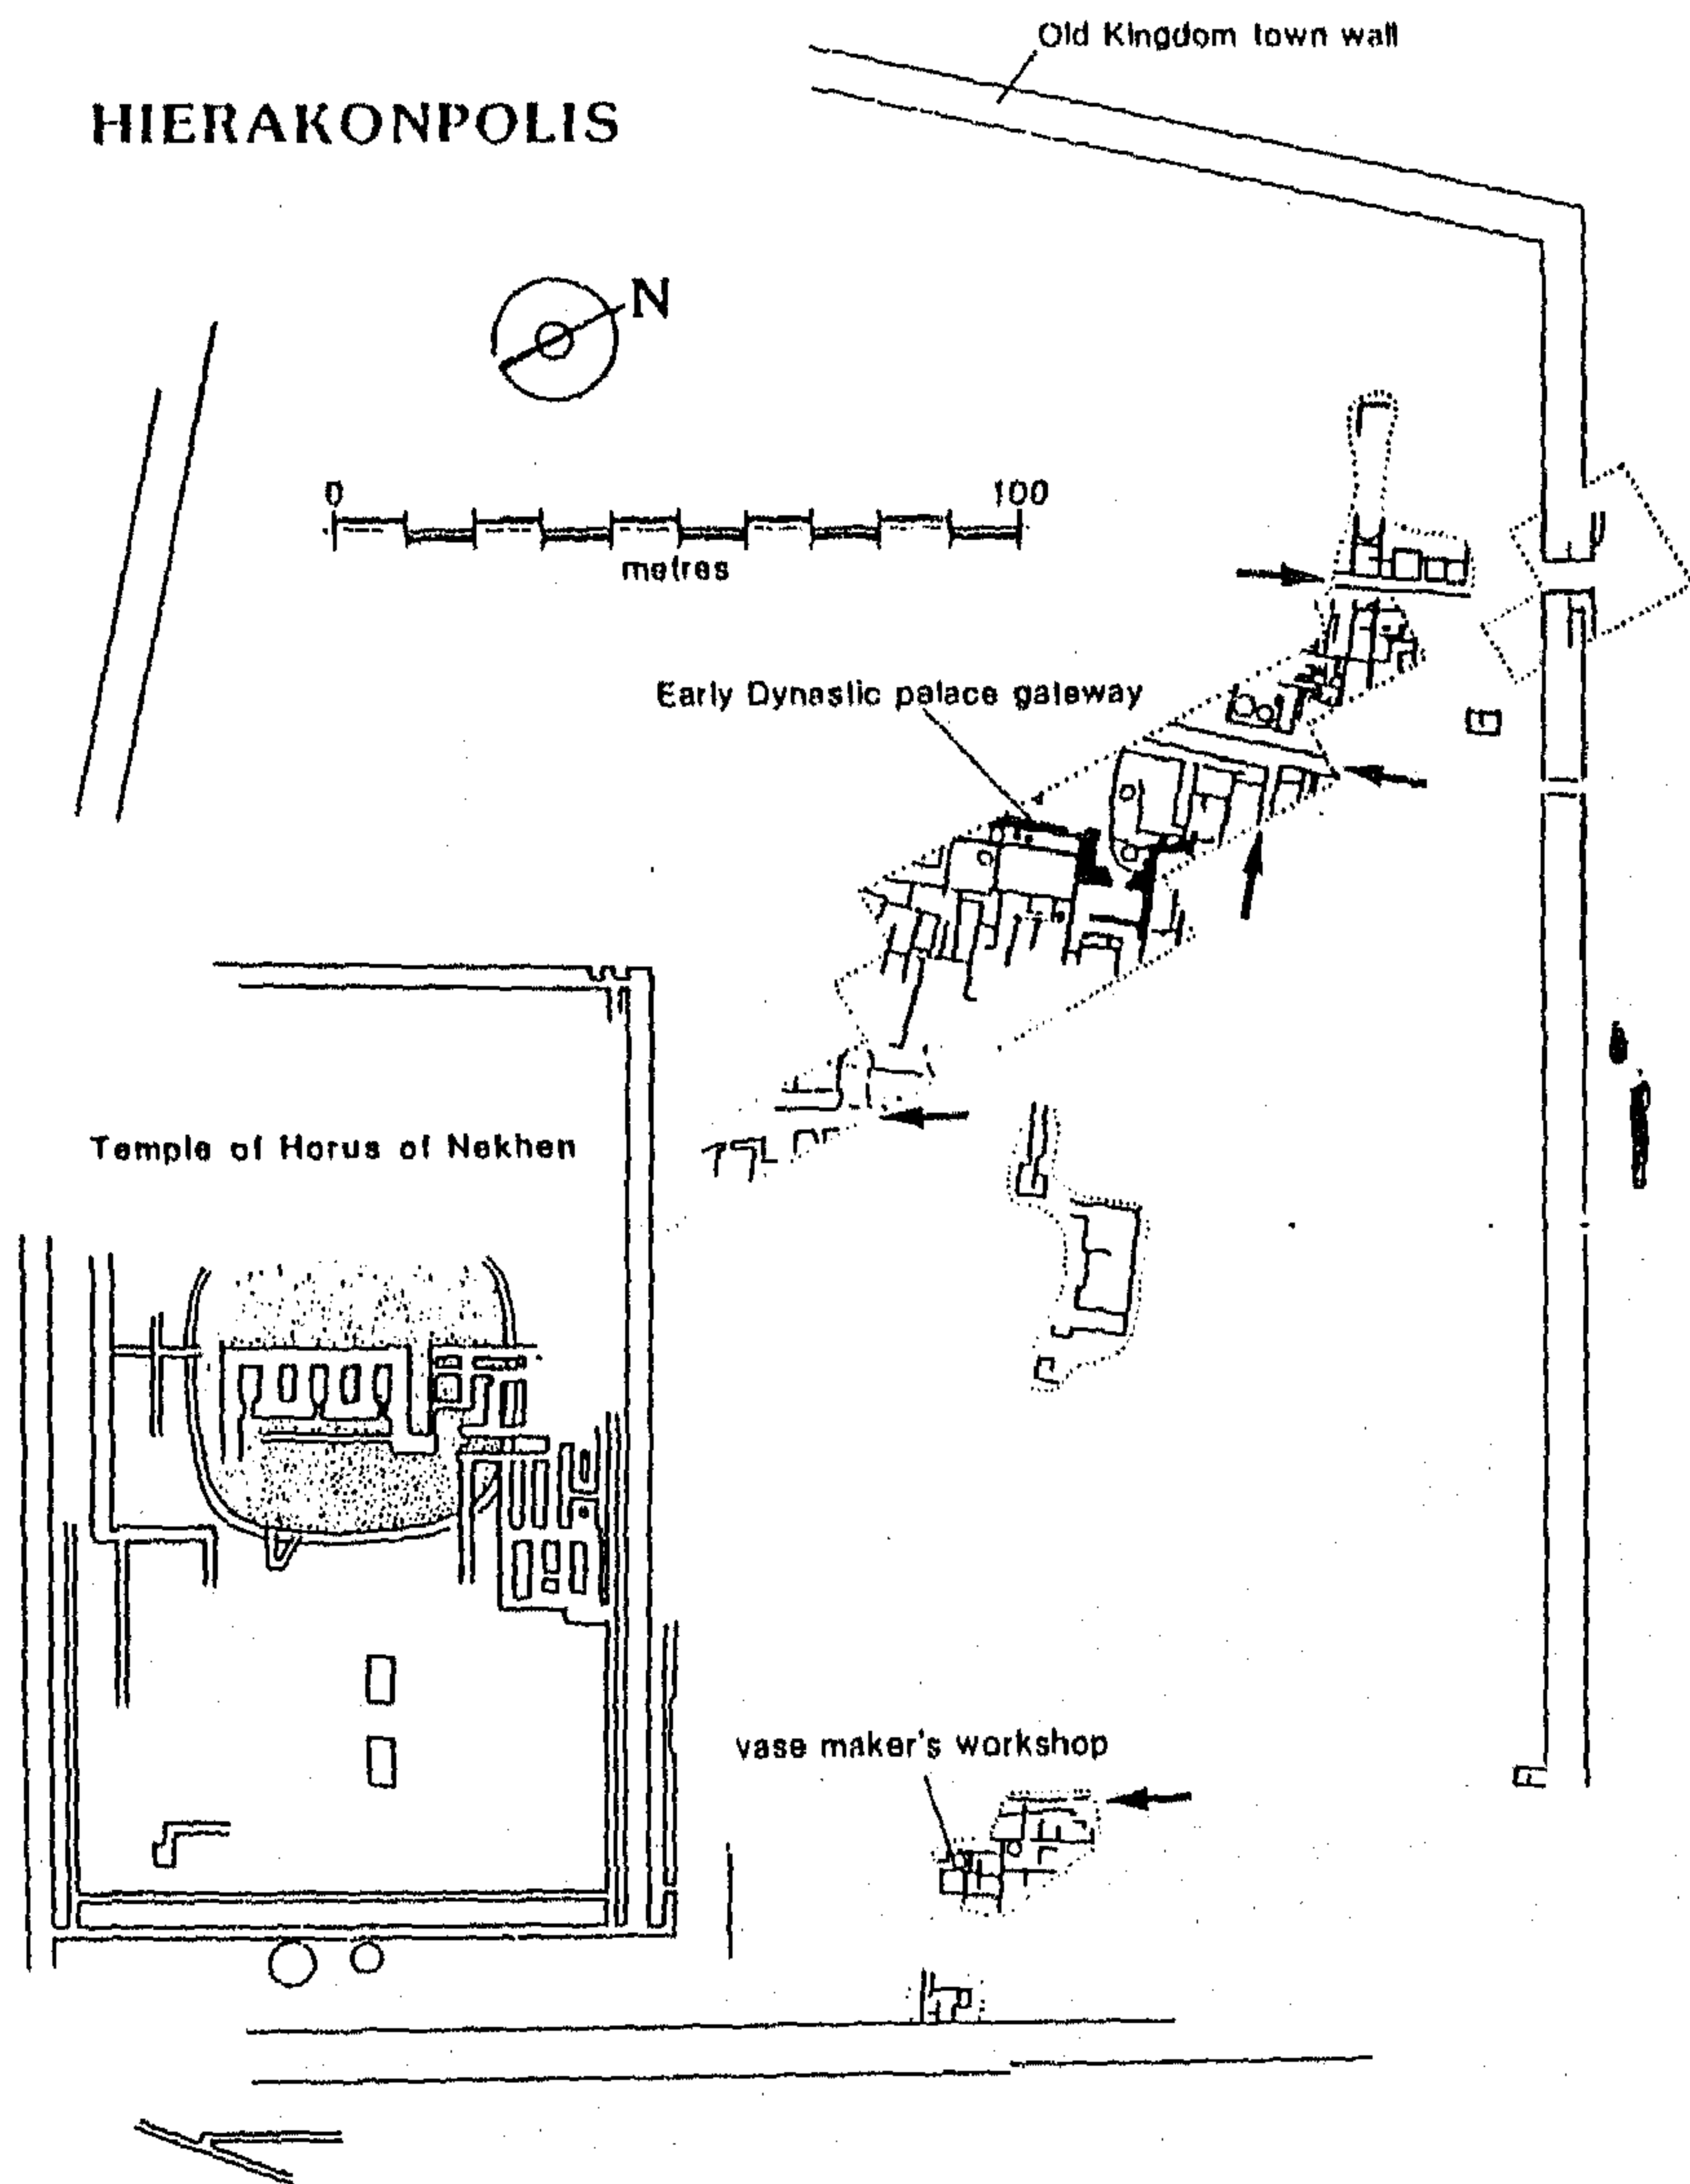 Old Kingdom town wall
HIERAKONPOLIS
N
0 100
metres
Early Dynastic palace gateway
Temple of Horus of Nekhen
vase maker's workshop